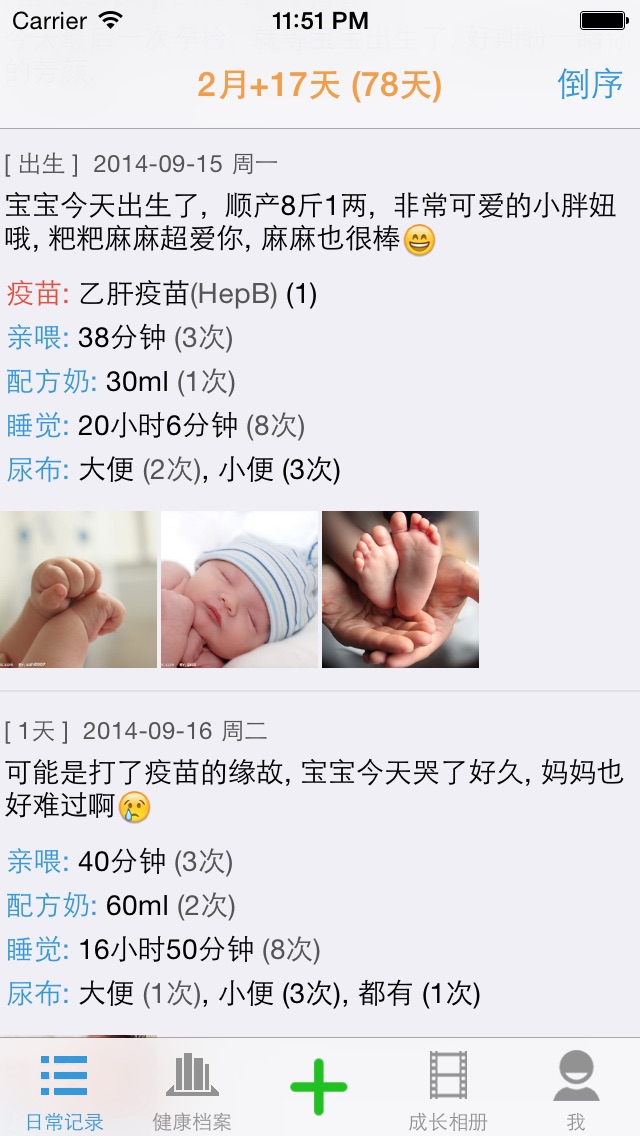 Carrier 11:51 PM
2月+17天 (78天) 倒序
[ 出生 ] 2014-09-15 周一
宝宝今天出生了, 顺产8斤1两, 非常可爱的小胖妞
哦, 粑粑麻麻超爱你, 麻麻也很棒😄
疫苗: 乙肝疫苗(HepB) (1)
亲喂: 38分钟 (3次)
配方奶: 30ml (1次)
睡觉: 20小时6分钟 (8次)
尿布: 大便 (2次), 小便 (3次)
[ 1天 ] 2014-09-16 周二
可能是打了疫苗的缘故, 宝宝今天哭了好久, 妈妈也
好难过啊😢
亲喂: 40分钟 (3次)
配方奶: 60ml (2次)
睡觉: 16小时50分钟 (8次)
尿布: 大便 (1次), 小便 (3次), 都有 (1次)
日常记录 健康档案 成长相册 我